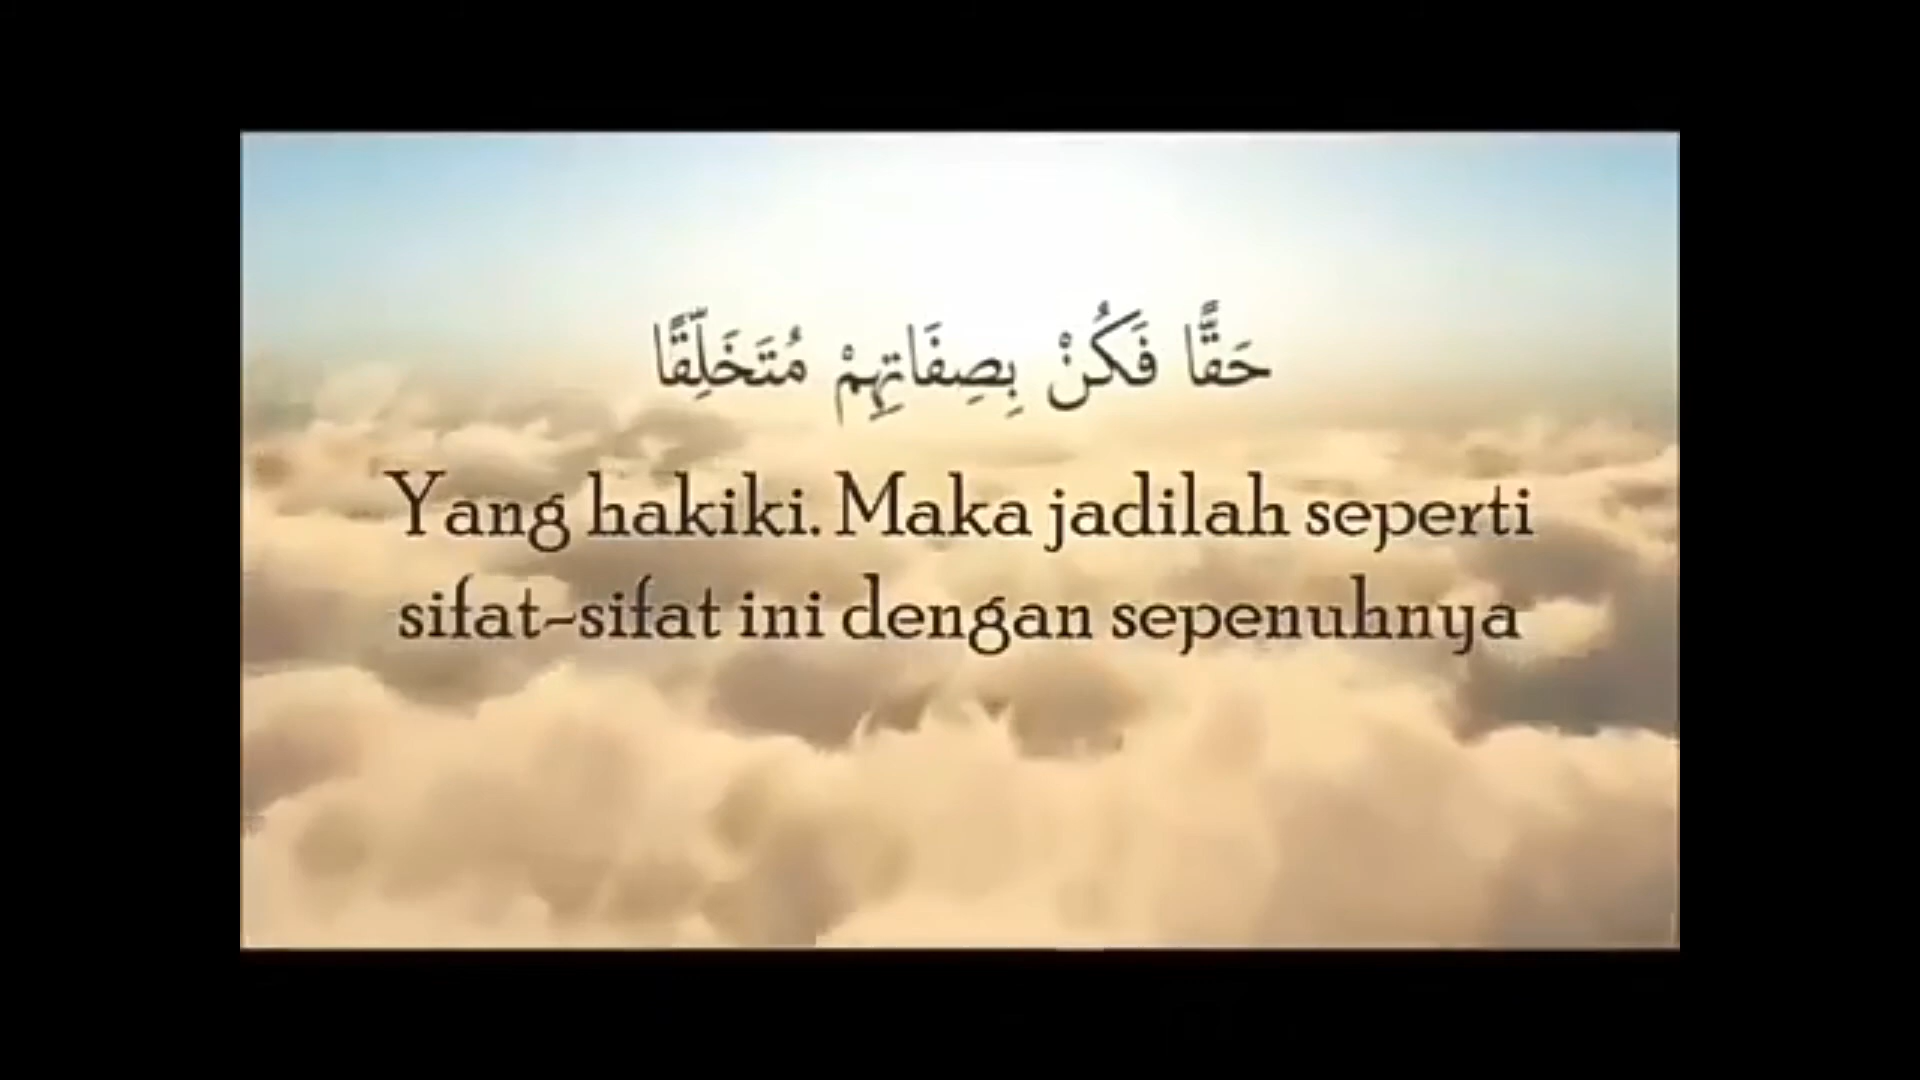 حَقًّا فَكُنْ بِصِفَاتِهِمْ مُتَخَلِّقًا
Yang hakiki. Maka jadilah seperti
sifat-sifat ini dengan sepenuhnya